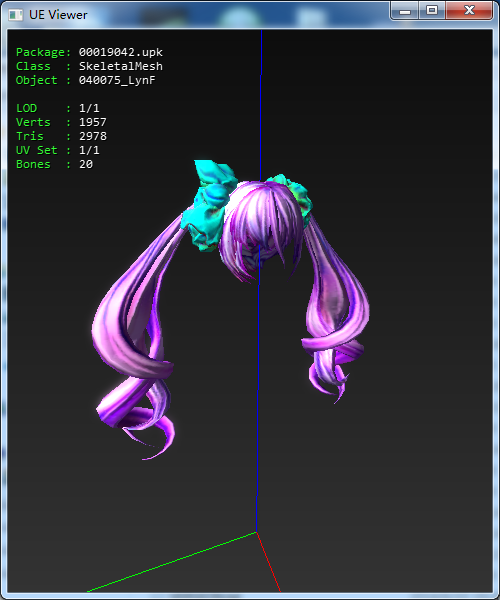 UE Viewer
Package: 00019042.upk
Class : SkeletalMesh
Object : 040075_LynF
LOD : 1/1
Verts : 1957
Tris : 2978
UV Set : 1/1
Bones : 20